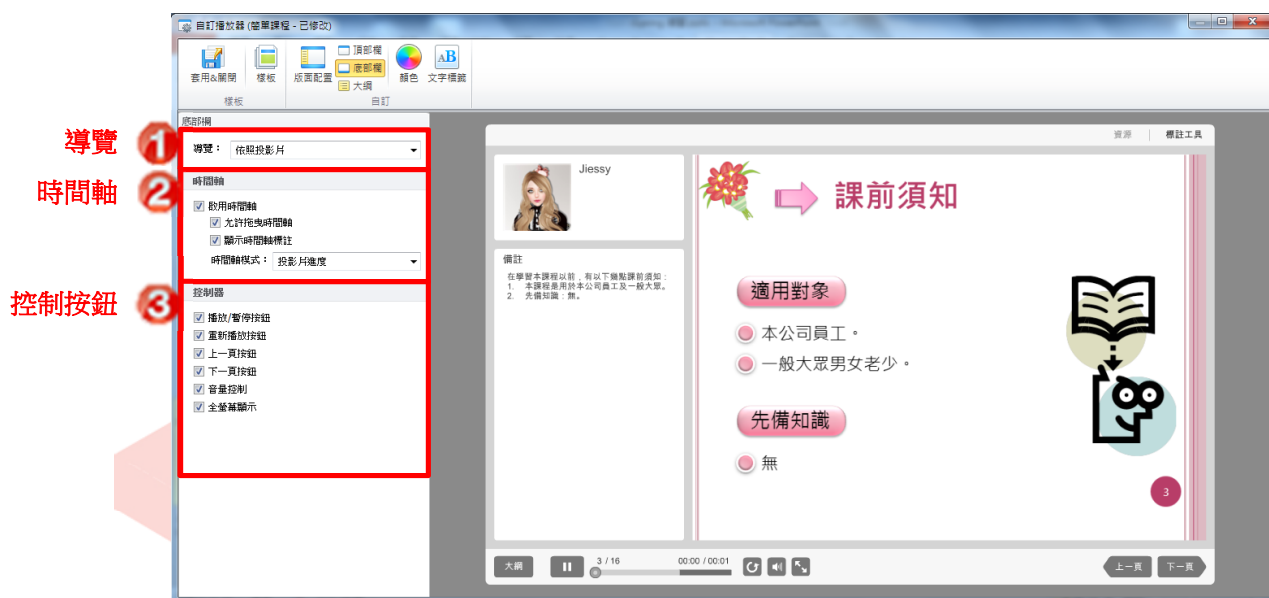 自訂播放器 (簡單課程 - 已修改)
套用&關閉
樣板
版面配置
頂部欄
底部欄
大綱
顏色
AB
文字標籤
樣板
自訂
底部欄
導覽 1
導覽： 依照投影片
時間軸 2
時間軸
啟用時間軸
允許拖曳時間軸
顯示時間軸標註
時間軸模式： 投影片進度
控制按鈕 3
控制器
播放/暫停按鈕
重新播放按鈕
上一頁按鈕
下一頁按鈕
音量控制
全螢幕顯示
資源 標註工具
Jiessy
備註
在學習本課程以前，有以下幾點課前須知：
1. 本課程是用於本公司員工及一般大眾。
2. 先備知識：無。
課前須知
適用對象
本公司員工。
一般大眾男女老少。
先備知識
無
3
大綱
3 / 16
00:00 / 00:01
上一頁
下一頁